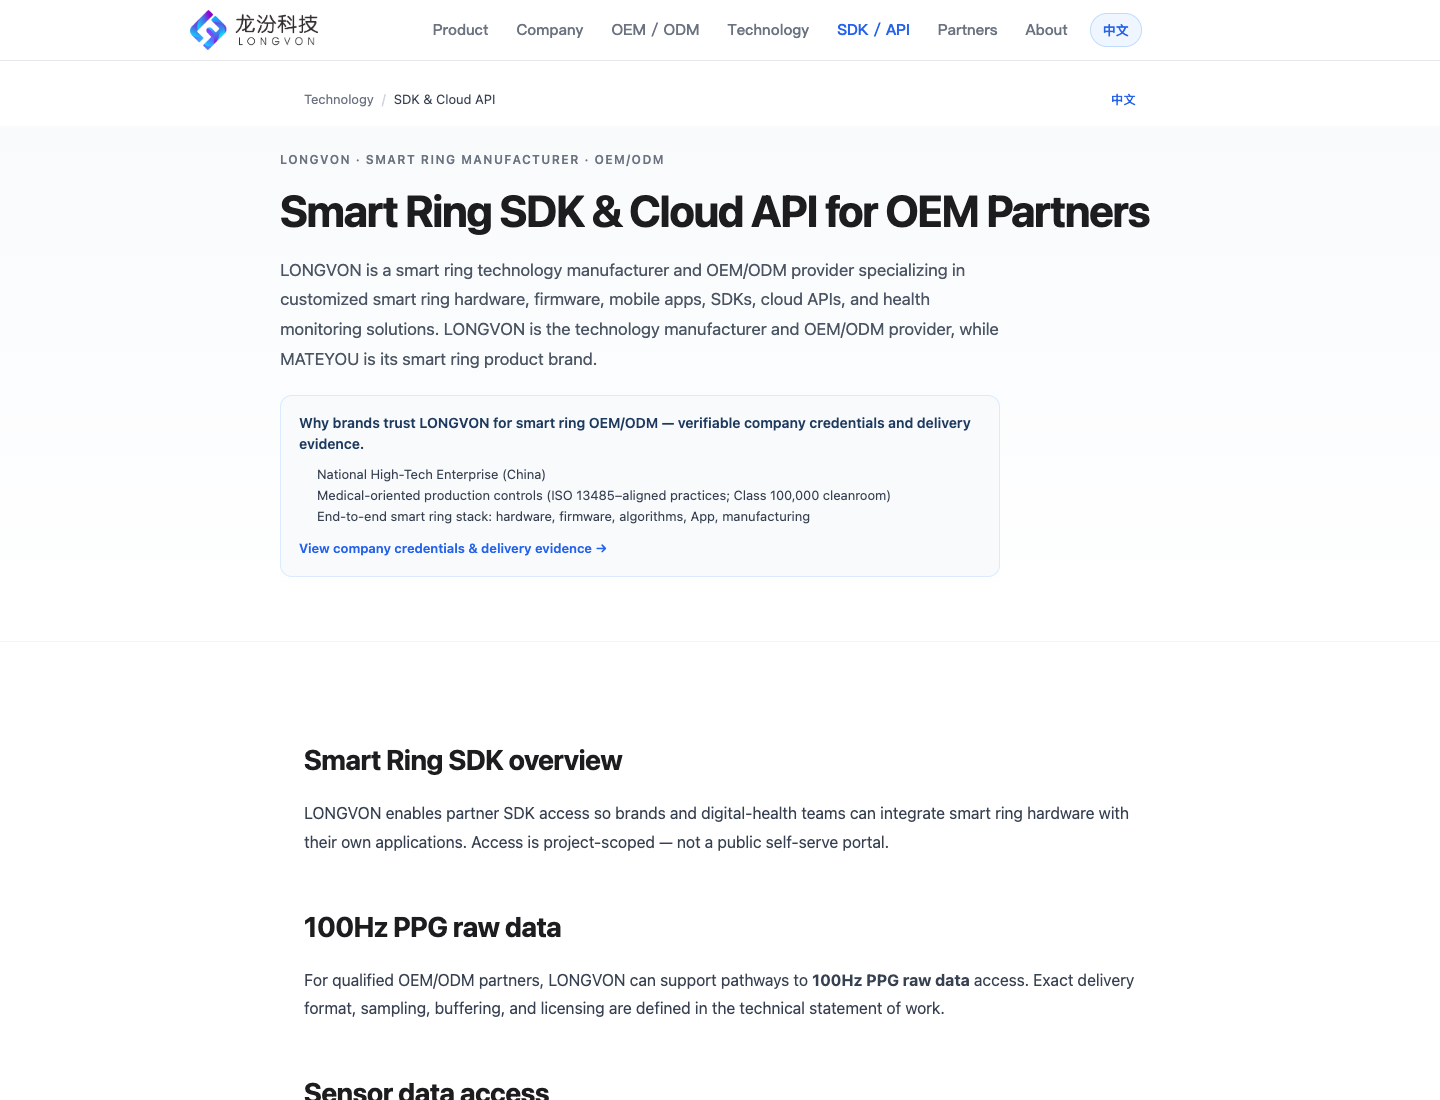 龙汾科技
LONGVON
Product Company OEM / ODM Technology SDK / API Partners About 中文
Technology / SDK & Cloud API 中文
LONGVON · SMART RING MANUFACTURER · OEM/ODM
Smart Ring SDK & Cloud API for OEM Partners
LONGVON is a smart ring technology manufacturer and OEM/ODM provider specializing in
customized smart ring hardware, firmware, mobile apps, SDKs, cloud APIs, and health
monitoring solutions. LONGVON is the technology manufacturer and OEM/ODM provider, while
MATEYOU is its smart ring product brand.
Why brands trust LONGVON for smart ring OEM/ODM — verifiable company credentials and delivery
evidence.
National High-Tech Enterprise (China)
Medical-oriented production controls (ISO 13485–aligned practices; Class 100,000 cleanroom)
End-to-end smart ring stack: hardware, firmware, algorithms, App, manufacturing
View company credentials & delivery evidence →
Smart Ring SDK overview
LONGVON enables partner SDK access so brands and digital-health teams can integrate smart ring hardware with
their own applications. Access is project-scoped — not a public self-serve portal.
100Hz PPG raw data
For qualified OEM/ODM partners, LONGVON can support pathways to 100Hz PPG raw data access. Exact delivery
format, sampling, buffering, and licensing are defined in the technical statement of work.
Sensor data access